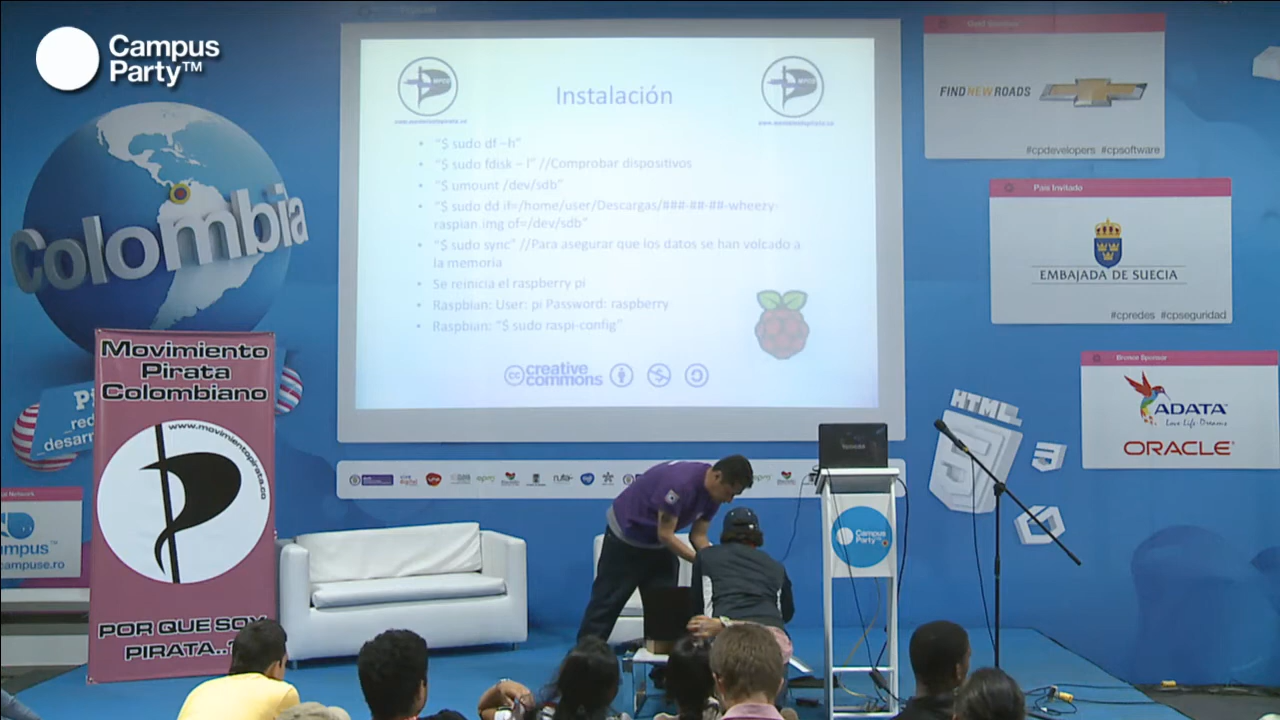 Campus
Party™
Instalación
"$ sudo df –h"
"$ sudo fdisk – l" //Comprobar dispositivos
"$ umount /dev/sdb"
"$ sudo dd if=/home/user/Descargas/###-##-##-wheezy-
raspian.img of=/dev/sdb"
"$ sudo sync" //Para asegurar que los datos se han volcado a
la memoria
Se reinicia el raspberry pi
Raspbian: User: pi Password: raspberry
Raspbian: "$ sudo raspi-config"
creative
commons
FIND NEW ROADS
#cpdevelopers #cpsoftware
País Invitado
EMBAJADA DE SUECIA
#cpredes #cpseguridad
Bronze Sponsor
ADATA
Love Life·Dreams
ORACLE
Colombia
Movimiento
Pirata
Colombiano
www.movimientopirata.co
POR QUE SOY
PIRATA..
HTML
5
Campus
Party